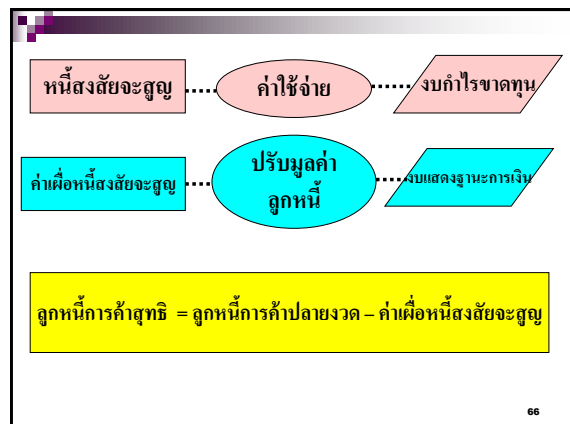 หนี้สงสัยจะสูญ ค่าใช้จ่าย งบกำไรขาดทุน
ค่าเผื่อหนี้สงสัยจะสูญ ปรับมูลค่า
ลูกหนี้ งบแสดงฐานะการเงิน
ลูกหนี้การค้าสุทธิ = ลูกหนี้การค้าปลายงวด – ค่าเผื่อหนี้สงสัยจะสูญ
66